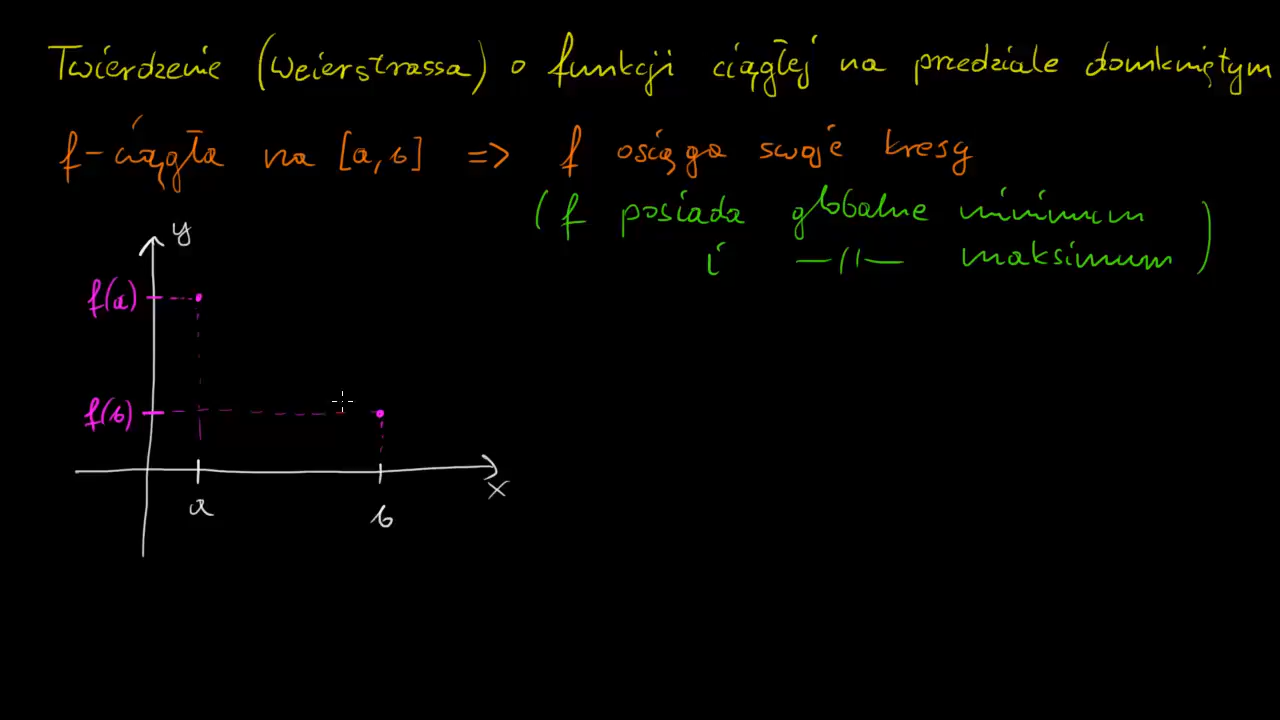 Twierdzenie (Weierstrassa) o funkcji ciągłej na przedziale domkniętym
f-ciągła na [a,b] => f osiąga swoje kresy
(f posiada globalne minimum
i —//— maksimum)
y
f(a)
f(b)
x
a
b